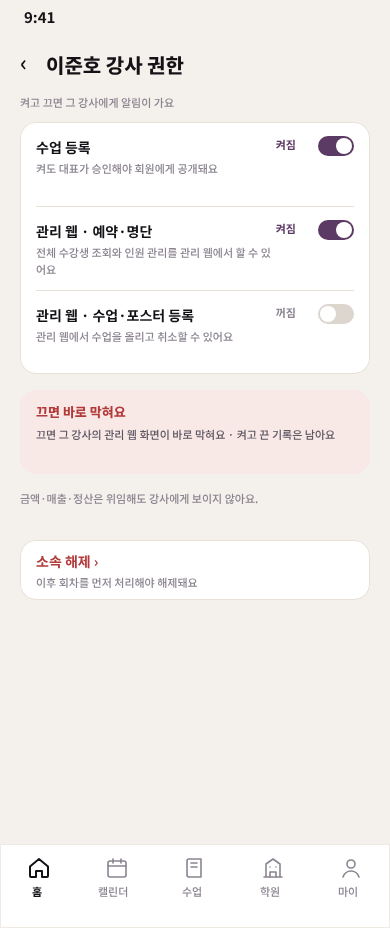 9:41
‹ 이준호 강사 권한
켜고 끄면 그 강사에게 알림이 가요
수업 등록 켜짐
켜도 대표가 승인해야 회원에게 공개돼요
관리 웹 · 예약·명단 켜짐
전체 수강생 조회와 인원 관리를 관리 웹에서 할 수 있
어요
관리 웹 · 수업·포스터 등록 꺼짐
관리 웹에서 수업을 올리고 취소할 수 있어요
끄면 바로 막혀요
끄면 그 강사의 관리 웹 화면이 바로 막혀요 · 켜고 끈 기록은 남아요
금액·매출·정산은 위임해도 강사에게 보이지 않아요.
소속 해제 ›
이후 회차를 먼저 처리해야 해제돼요
홈 캘린더 수업 학원 마이